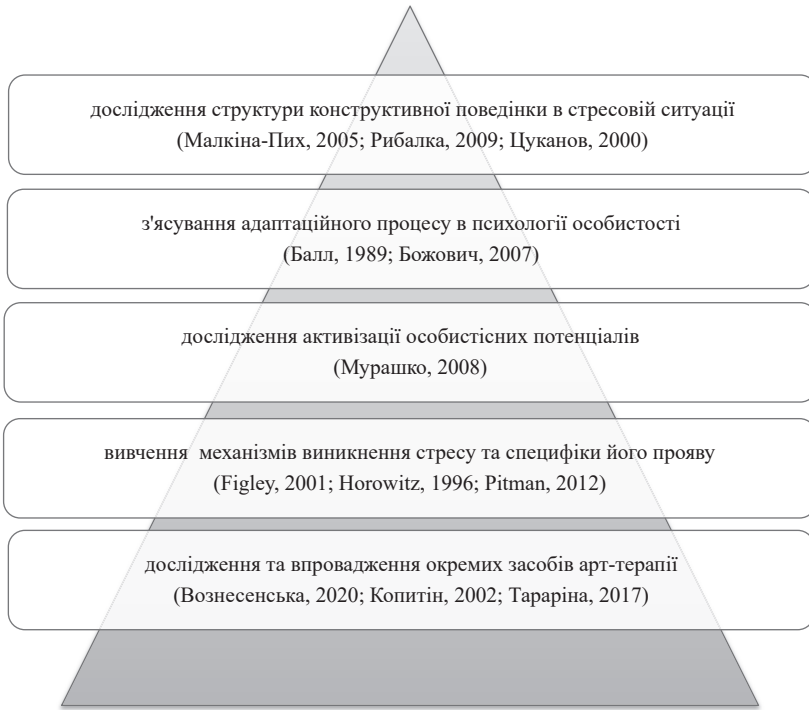 дослідження структури конструктивної поведінки в стресовій ситуації
(Малкіна-Пих, 2005; Рибалка, 2009; Цуканов, 2000)
з'ясування адаптаційного процесу в психології особистості
(Балл, 1989; Божович, 2007)
дослідження активізації особистісних потенціалів
(Мурашко, 2008)
вивчення механізмів виникнення стресу та специфіки його прояву
(Figley, 2001; Horowitz, 1996; Pitman, 2012)
дослідження та впровадження окремих засобів арт-терапії
(Вознесенська, 2020; Копитін, 2002; Тараріна, 2017)